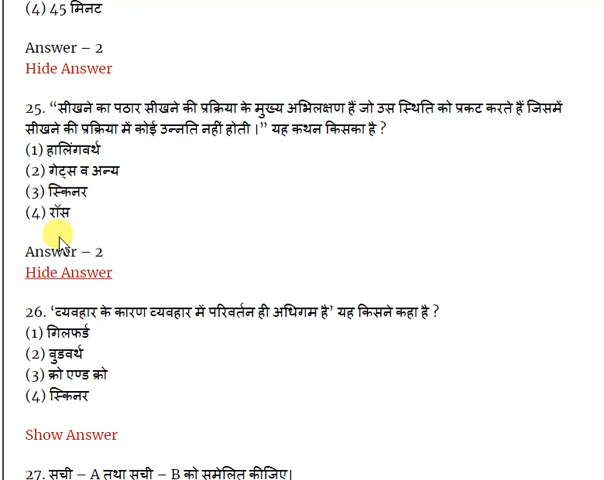 (4) 45 मिनट
Answer – 2
Hide Answer
25. “सीखने का पठार सीखने की प्रक्रिया के मुख्य अभिलक्षण हैं जो उस स्थिति को प्रकट करते हैं जिसमें
सीखने की प्रक्रिया में कोई उन्नति नहीं होती ।” यह कथन किसका है ?
(1) हालिंगवर्थ
(2) गेट्स व अन्य
(3) स्किनर
(4) रॉस
Answer – 2
Hide Answer
26. ‘व्यवहार के कारण व्यवहार में परिवर्तन ही अधिगम है’ यह किसने कहा है ?
(1) गिलफर्ड
(2) वुडवर्थ
(3) क्रो एण्ड क्रो
(4) स्किनर
Show Answer
27. सूची – A तथा सूची – B को सुमेलित कीजिए।